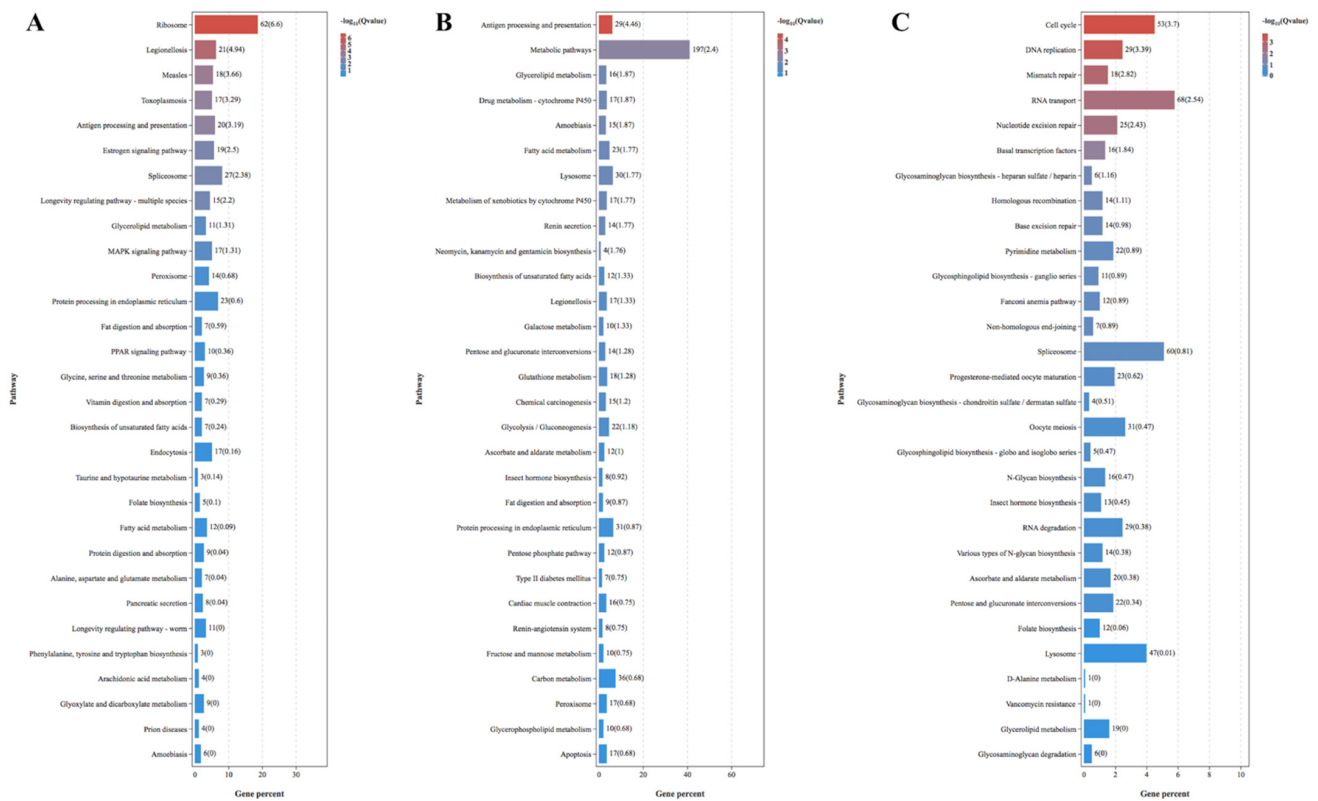 A
-log10(Qvalue)
6
5
4
3
2
1
Pathway
Ribosome 62(6.6)
Legionellosis 21(4.94)
Measles 18(3.66)
Toxoplasmosis 17(3.29)
Antigen processing and presentation 20(3.19)
Estrogen signaling pathway 19(2.5)
Spliceosome 27(2.38)
Longevity regulating pathway - multiple species 15(2.2)
Glycerolipid metabolism 11(1.31)
MAPK signaling pathway 17(1.31)
Peroxisome 14(0.68)
Protein processing in endoplasmic reticulum 23(0.6)
Fat digestion and absorption 7(0.59)
PPAR signaling pathway 10(0.36)
Glycine, serine and threonine metabolism 9(0.36)
Vitamin digestion and absorption 7(0.29)
Biosynthesis of unsaturated fatty acids 7(0.24)
Endocytosis 17(0.16)
Taurine and hypotaurine metabolism 3(0.14)
Folate biosynthesis 5(0.1)
Fatty acid metabolism 12(0.09)
Protein digestion and absorption 9(0.04)
Alanine, aspartate and glutamate metabolism 7(0.04)
Pancreatic secretion 8(0.04)
Longevity regulating pathway - worm 11(0)
Phenylalanine, tyrosine and tryptophan biosynthesis 3(0)
Arachidonic acid metabolism 4(0)
Glyoxylate and dicarboxylate metabolism 9(0)
Prion diseases 4(0)
Amoebiasis 6(0)
0 10 20 30
Gene percent
B
-log10(Qvalue)
4
3
2
1
Pathway
Antigen processing and presentation 29(4.46)
Metabolic pathways 197(2.4)
Glycerolipid metabolism 16(1.87)
Drug metabolism - cytochrome P450 17(1.87)
Amoebiasis 15(1.87)
Fatty acid metabolism 23(1.77)
Lysosome 30(1.77)
Metabolism of xenobiotics by cytochrome P450 17(1.77)
Renin secretion 14(1.77)
Neomycin, kanamycin and gentamicin biosynthesis 4(1.76)
Biosynthesis of unsaturated fatty acids 12(1.33)
Legionellosis 17(1.33)
Galactose metabolism 10(1.33)
Pentose and glucuronate interconversions 14(1.28)
Glutathione metabolism 18(1.28)
Chemical carcinogenesis 15(1.2)
Glycolysis / Gluconeogenesis 22(1.18)
Ascorbate and aldarate metabolism 12(1)
Insect hormone biosynthesis 8(0.92)
Fat digestion and absorption 9(0.87)
Protein processing in endoplasmic reticulum 31(0.87)
Pentose phosphate pathway 12(0.87)
Type II diabetes mellitus 7(0.75)
Cardiac muscle contraction 16(0.75)
Renin-angiotensin system 8(0.75)
Fructose and mannose metabolism 10(0.75)
Carbon metabolism 36(0.68)
Peroxisome 17(0.68)
Glycerophospholipid metabolism 10(0.68)
Apoptosis 17(0.68)
0 20 40 60
Gene percent
C
-log10(Qvalue)
3
2
1
0
Pathway
Cell cycle 53(3.7)
DNA replication 29(3.39)
Mismatch repair 18(2.82)
RNA transport 68(2.54)
Nucleotide excision repair 25(2.43)
Basal transcription factors 16(1.84)
Glycosaminoglycan biosynthesis - heparan sulfate / heparin 6(1.16)
Homologous recombination 14(1.11)
Base excision repair 14(0.98)
Pyrimidine metabolism 22(0.89)
Glycosphingolipid biosynthesis - ganglio series 11(0.89)
Fanconi anemia pathway 12(0.89)
Non-homologous end-joining 7(0.89)
Spliceosome 60(0.81)
Progesterone-mediated oocyte maturation 23(0.62)
Glycosaminoglycan biosynthesis - chondroitin sulfate / dermatan sulfate 4(0.51)
Oocyte meiosis 31(0.47)
Glycosphingolipid biosynthesis - globo and isoglobo series 5(0.47)
N-Glycan biosynthesis 16(0.47)
Insect hormone biosynthesis 13(0.45)
RNA degradation 29(0.38)
Various types of N-glycan biosynthesis 14(0.38)
Ascorbate and aldarate metabolism 20(0.38)
Pentose and glucuronate interconversions 22(0.34)
Folate biosynthesis 12(0.06)
Lysosome 47(0.01)
D-Alanine metabolism 1(0)
Vancomycin resistance 1(0)
Glycerolipid metabolism 19(0)
Glycosaminoglycan degradation 6(0)
0 2 4 6 8 10
Gene percent